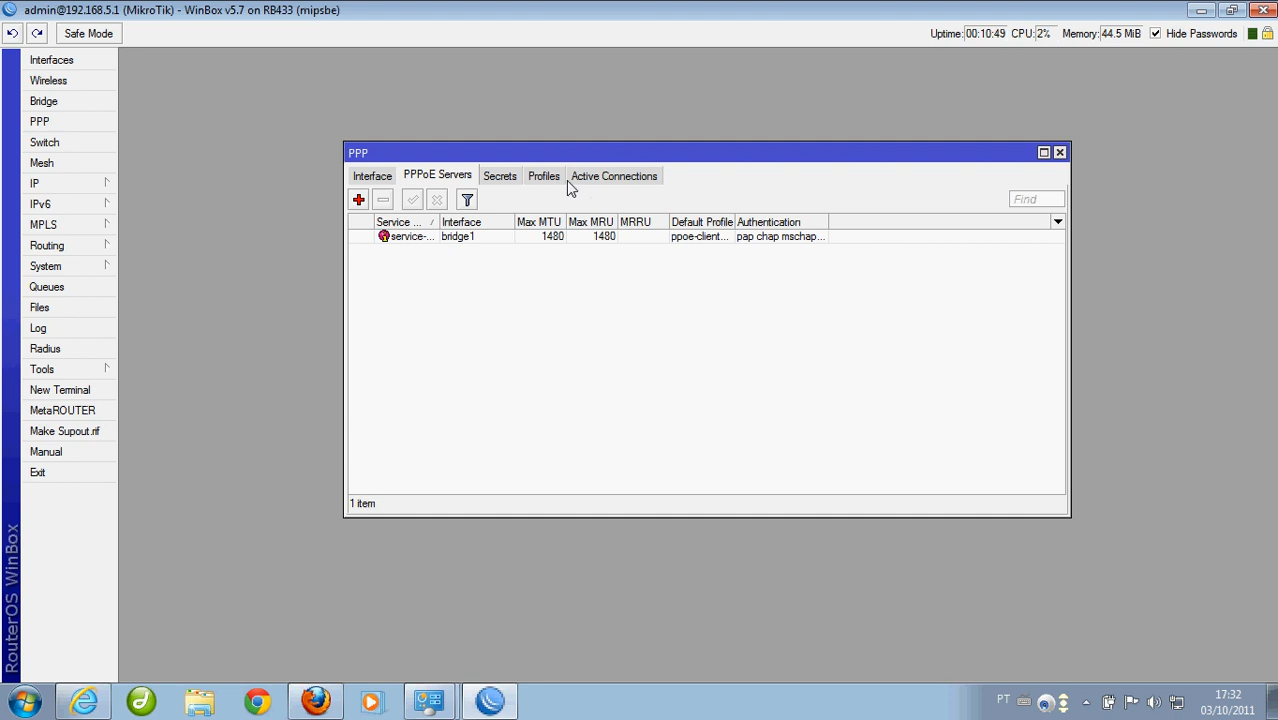 admin@192.168.5.1 (MikroTik) - WinBox v5.7 on RB433 (mipsbe)
Safe Mode
Uptime: 00:10:49 CPU: 2% Memory: 44.5 MiB Hide Passwords
Interfaces
Wireless
Bridge
PPP
Switch
Mesh
IP
IPv6
MPLS
Routing
System
Queues
Files
Log
Radius
Tools
New Terminal
MetaROUTER
Make Supout.rif
Manual
Exit
RouterOS WinBox
PPP
Interface PPPoE Servers Secrets Profiles Active Connections
Find
Service ... / Interface Max MTU Max MRU MRRU Default Profile Authentication
service-... bridge1 1480 1480 ppoe-client... pap chap mschap...
1 item
PT
17:32
03/10/2011